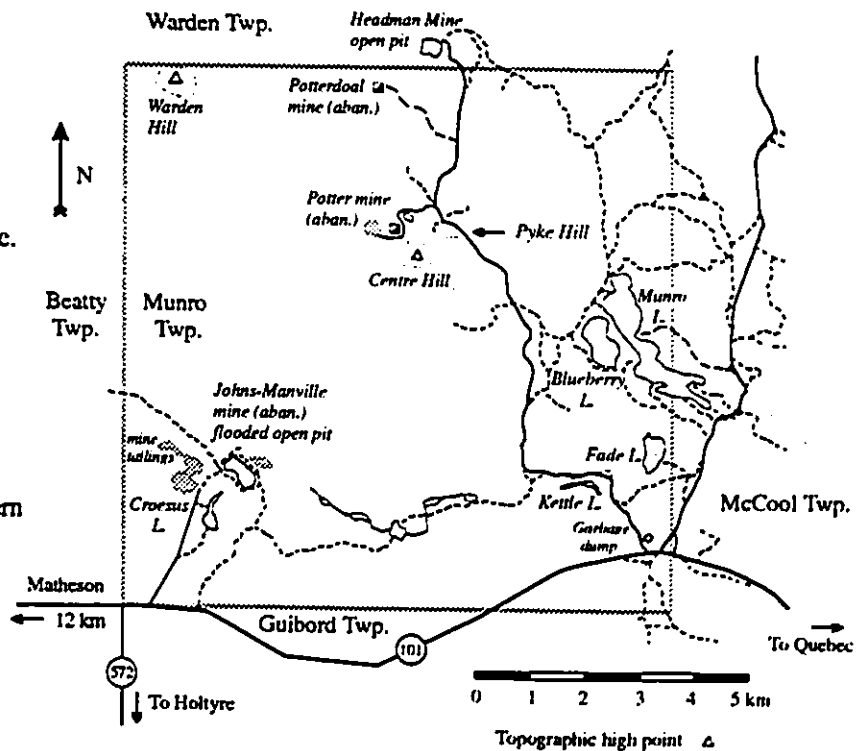 Warden Twp.
Headman Mine
open pit
Warden
Hill
Potterdoal
mine (aban.)
N
Potter mine
(aban.)
Pyke Hill
c.
Centre Hill
Beatty
Twp.
Munro
Twp.
Munro
L.
Blueberry
L.
Johns-Manville
mine (aban.)
flooded open pit
mine
tailings
Fade L.
Croesus
L.
ern
Kettle L.
McCool Twp.
Garbage
dump
Matheson
12 km
Guibord Twp.
101
To Quebec
572
To Holtyre
0 1 2 3 4 5 km
Topographic high point